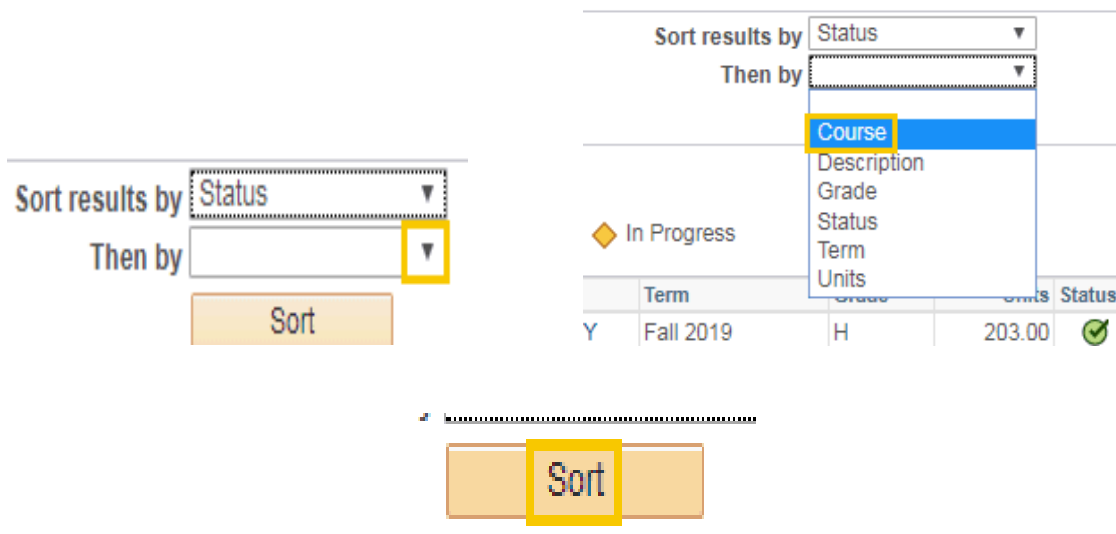 Sort results by Status
Then by
Sort
Sort results by Status
Then by
Course
Description
Grade
Status
Term
Units
In Progress
Term Status
Y Fall 2019 H 203.00
Sort